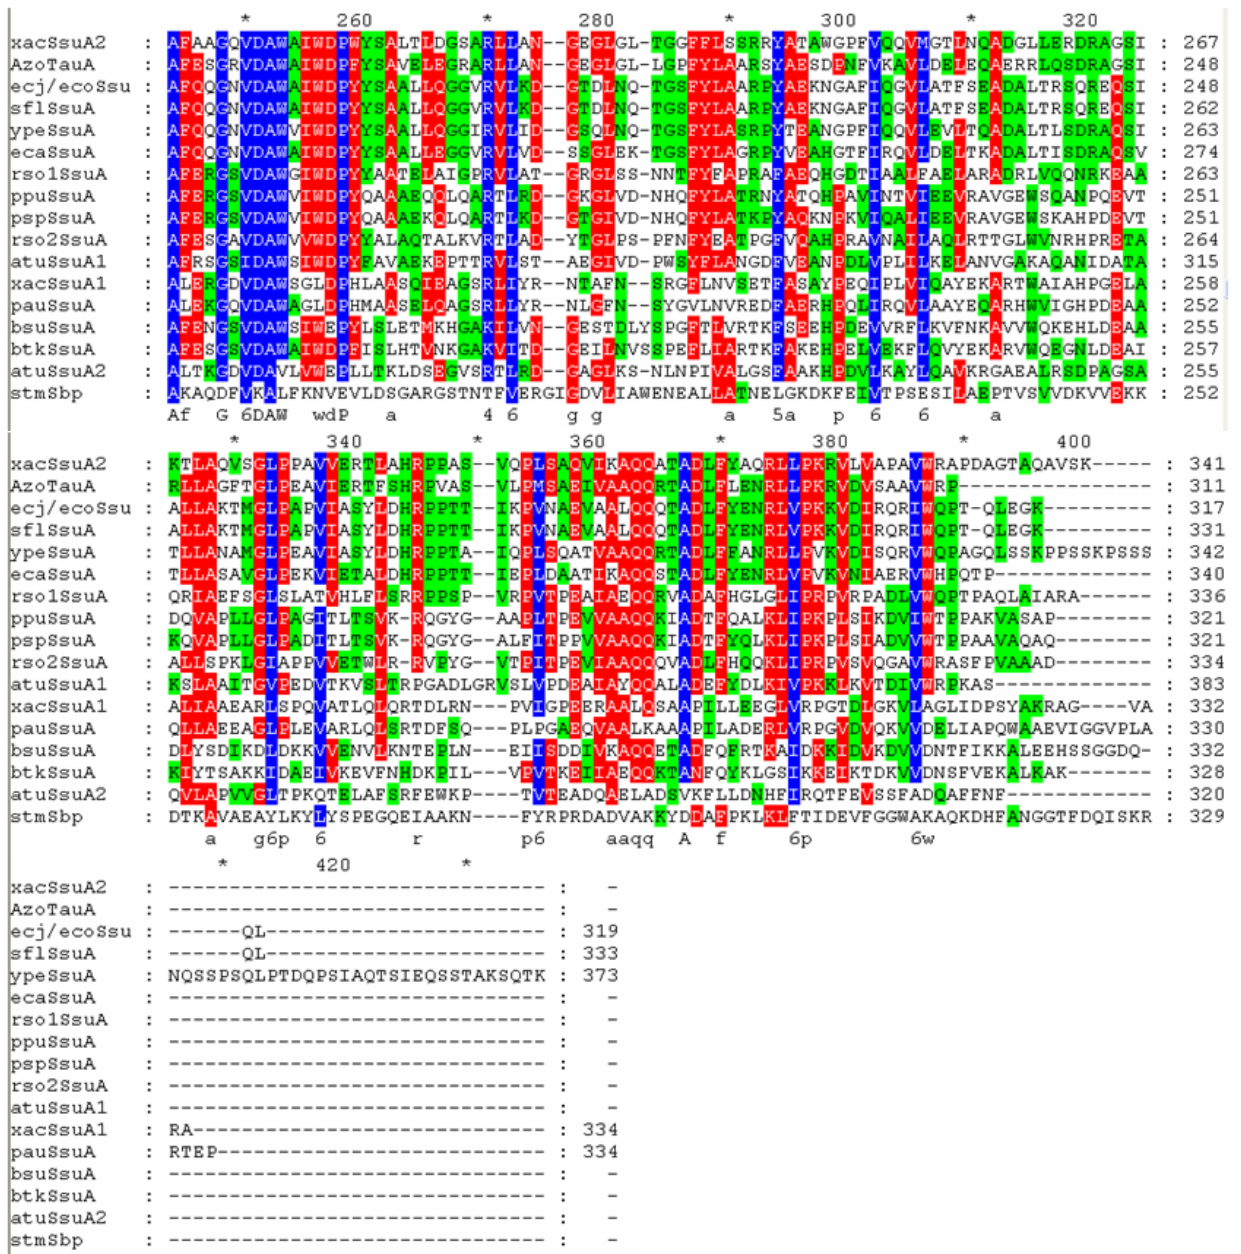 * 260 * 280 * 300 * 320
xacSsuA2 : AFAAGQVDAWAIWDPWYSALTLDGSARLLAN--GEGLGL-TGGFFLSSRRYATAWGPFVQQVMGTLNQADGLLERDRAGSI : 267
AzoTauA : AFESGRVDAWAIWDPFYSAVELEGRARLLAN--GEGLGL-LGPFYLAARSYAESDPNFVKAVLDELEQAERRLQSDRAGSI : 248
ecj/ecoSsu : AFQQGNVDAWAIWDPYYSAALLQGGVRVLKD--GTDLNQ-TGSFYLAARPYAEKNGAFIQGVLATFSEADALTRSQREQSI : 248
sflSsuA : AFQQGNVDAWAIWDPYYSAALLQGGVRVLKD--GTDLNQ-TGSFYLAARPYAEKNGAFIQGVLATFSEADALTRSQREQSI : 262
ypeSsuA : AFQQGNVDAWVIWDPYYSAALLQGGIRVLID--GSQLNQ-TGSFYLASRPYTEANGPFIQQVLEVLTQADALTLSDRAQSI : 263
ecaSsuA : AFQQGNVDAWAIWDPYYSAALLEGGVRVLVD--SSGLEK-TGSFYLAGRPYVEAHGTFIRQVLDELTKADALTISDRAQSV : 274
rso1SsuA : AFERGSVDAWGIWDPYYAATELAIGPRVLAT--GRGLSS-NNTFYFAPRAFAEQHGDTIAALFAELARADRLVQQNRKEAA : 263
ppuSsuA : AFERGSVDAWVIWDPYQAAAEQQLQARTLRD--GKGLVD-NHQFYLATRNYATQHPAVINTVIEEVRAVGEWSQANPQEVT : 251
pspSsuA : AFERGSVDAWVIWDPYQAAAEKQLQARTLKD--GTGIVD-NHQFYLATKPYAQKNPKVIQALIEEVRAVGEWSKAHPDEVT : 251
rso2SsuA : AFESGAVDAWVVWDPYYALAQTALKVRTLAD--YTGLPS-PFNFYEATPGFVQAHPRAVNAILAQLRTTGLWVNRHPRETA : 264
atuSsuA1 : AFRSGSIDAWSIWDPYFAVAEKEPTTRVLST--AEGIVD-PWSYFLANGDFVEANPDLVPLILKELANVGAKAQANIDATA : 315
xacSsuA1 : ALERGDVDAWSGLDPHLAASQIEAGSRLIYR--NTAFN--SRGFLNVSETFASAYPEQIPLVIQAYEKARTWAIAHPGELA : 258
pauSsuA : ALEKGQVDAWAGLDPHMAASELQAGSRLLYR--NLGFN--SYGVLNVREDFAERHPQLIRQVLAAYEQARHWVIGHPDEAA : 252
bsuSsuA : AFENGSVDAWSIWEPYLSLETMKHGAKILVN--GESTDLYSPGFTLVRTKFSEEHPDEVVRFLKVFNKAVVWQKEHLDEAA : 255
btkSsuA : AFESGSVDAWAIWDPFISLHTVNKGAKVITD--GEILNVSSPEFLIARTKFAKEHPELVEKFLQVYEKARVWQEGNLDEAI : 257
atuSsuA2 : ALTKGDVDAVLVWEPLLTKLDSEGVSRTLRD--GAGLKS-NLNPIVALGSFAAKHPDVLKAYLQVAKRGAEALRSDPAGSA : 255
stmSbp : AKAQDFVKALFKNVEVLDSGARGSTNTFVERGIGDVLIAWENEALLATNELGKDKFEIVTPSESILAEPTVSVVDKVVEKK : 252
Af G 6DAW wdP a 4 6 g g a 5a p 6 6 a
* 340 * 360 * 380 * 400
xacSsuA2 : KTLAQVSGLPPAVVERTLAHRPPAS--VQPLSAQVIKAQQATADLFYAQRLLPKRVLVAPAVWRAPDAGTAQAVSK----- : 341
AzoTauA : RLLAGFTGLPEAVIERTFSHRPVAS--VLPMSAEIVAAQQRTADLFLENRLLPKRVDVSAAVWRP---------------- : 311
ecj/ecoSsu : ALLAKTMGLPAPVIASYLDHRPPTT--IKPVNAEVAALQQQTADLFYENRLVPKKVDIRQRIWQPT-QLEGK--------- : 317
sflSsuA : ALLAKTMGLPAPVIASYLDHRPPTT--IKPVNAEVAALQQQTADLFYENRLVPKKVDIRQRIWQPT-QLEGK--------- : 331
ypeSsuA : TLLANAMGLPEAVIASYLDHRPPTA--IQPLSQATVAAQQRTADLFFANRLLPVKVDISQRVWQPAGQLSSKPPSSKPSSS : 342
ecaSsuA : TLLASAVGLPEKVIETALDHRPPTT--IEPLDAATIKAQQSTADLFYENRLVPVKVNIAERVWHPQTP------------- : 340
rso1SsuA : QRIAEFSGLSLATVHLFLSRRPPSP--VRPVTPEAIAEQQRVADAFHGLGLIPRPVRPADLVWQPTPAQLAIARA------ : 336
ppuSsuA : DQVAPLLGLPAGITLTSVK-RQGYG--AAPLTPEVVAAQQKIADTFQALKLIPKPLSIKDVIWTPPAKVASAP-------- : 321
pspSsuA : KQVAPLLGLPADITLTSVK-RQGYG--ALFITPPVVAAQQKIADTFYQLKLIPKPLSIADVVWTPPAAVAQAQ-------- : 321
rso2SsuA : ALLSPKLGIAPPVVETWLR-RVPYG--VTPITPEVIAAQQQVADLFHQQKLIPRPVSVQGAVWRASFPVAAAD-------- : 334
atuSsuA1 : KSLAAITGVPEDVTKVSLTRPGADLGRVSLVPDEAIAYQQALADEFYDLKIVPKKLKVTDIVWRPKAS------------- : 383
xacSsuA1 : ALIAAEARLSPQVATLQLQRTDLRN---PVIGPEERAALQSAAPILLEEGLVRPGTDLGKVLAGLIDPSYAKRAG----VA : 332
pauSsuA : QLLAEEAGLPLEVARLQLSRTDFSQ---PLPGAEQVAALKAAAPILADERLVRPGVDVQKVVDELIAPQWAAEVIGGVPLA : 330
bsuSsuA : DLYSDIKDLDKKVVENVLKNTEPLN---EIISDDIVKAQQETADFQFRTKAIDKKIDVKDVVDNTFIKKALEEHSSGGDQ- : 332
btkSsuA : KIYTSAKKIDAEIVKEVFNHDKPIL---VPVTKEIIAEQQKTANFQYKLGSIKKEIKTDKVVDNSFVEKALKAK------- : 328
atuSsuA2 : QVLAPVVGLTPKQTELAFSRFEWKP---TVTEADQAELADSVKFLLDNHFIRQTFEVSSFADQAFFNF------------- : 320
stmSbp : DTKAVAEAYLKYLYSPEGQEIAAKN---FYRPRDADVAKKYDDAFPKLKLFTIDEVFGGWAKAQKDHFANGGTFDQISKR : 329
a g6p 6 r p6 aaqq A f 6p 6w
* 420 *
xacSsuA2 : ------------------------------- : -
AzoTauA : ------------------------------- : -
ecj/ecoSsu : ------QL----------------------- : 319
sflSsuA : ------QL----------------------- : 333
ypeSsuA : NQSSPSQLPTDQPSIAQTSIEQSSTAKSQTK : 373
ecaSsuA : ------------------------------- : -
rso1SsuA : ------------------------------- : -
ppuSsuA : ------------------------------- : -
pspSsuA : ------------------------------- : -
rso2SsuA : ------------------------------- : -
atuSsuA1 : ------------------------------- : -
xacSsuA1 : RA----------------------------- : 334
pauSsuA : RTEP--------------------------- : 334
bsuSsuA : ------------------------------- : -
btkSsuA : ------------------------------- : -
atuSsuA2 : ------------------------------- : -
stmSbp : ------------------------------- : -